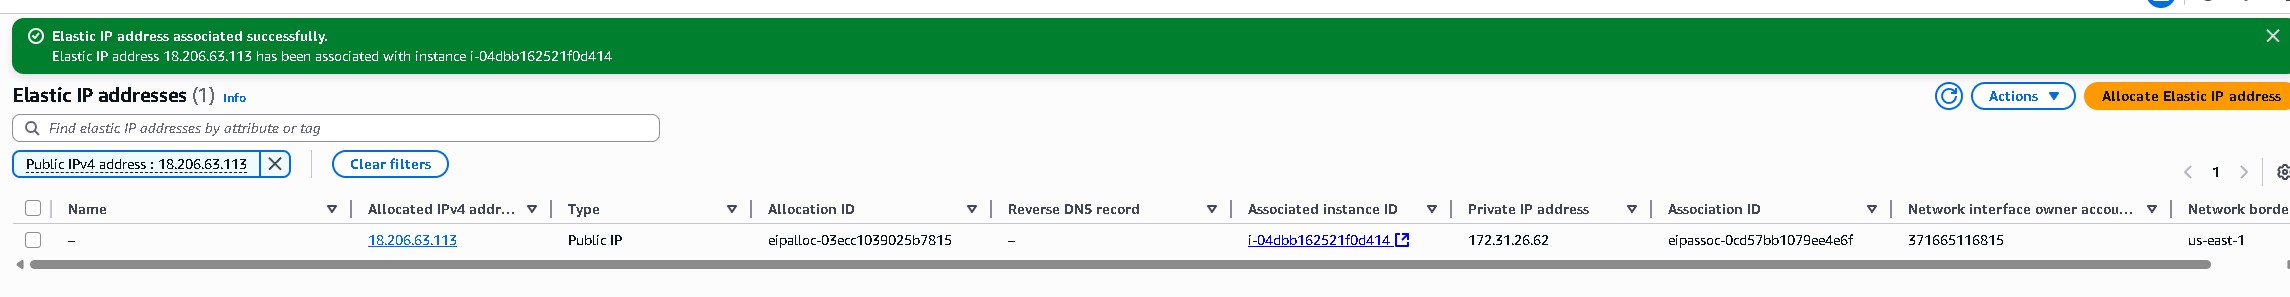 Elastic IP address associated successfully.
Elastic IP address 18.206.63.113 has been associated with instance i-04dbb162521f0d414
Elastic IP addresses (1) Info
Actions
Allocate Elastic IP address
Find elastic IP addresses by attribute or tag
Public IPv4 address : 18.206.63.113
Clear filters
1
Name Allocated IPv4 addr... Type Allocation ID Reverse DNS record Associated instance ID Private IP address Association ID Network interface owner accou... Network borde
– 18.206.63.113 Public IP eipalloc-03ecc1039025b7815 – i-04dbb162521f0d414 172.31.26.62 eipassoc-0cd57bb1079ee4e6f 371665116815 us-east-1